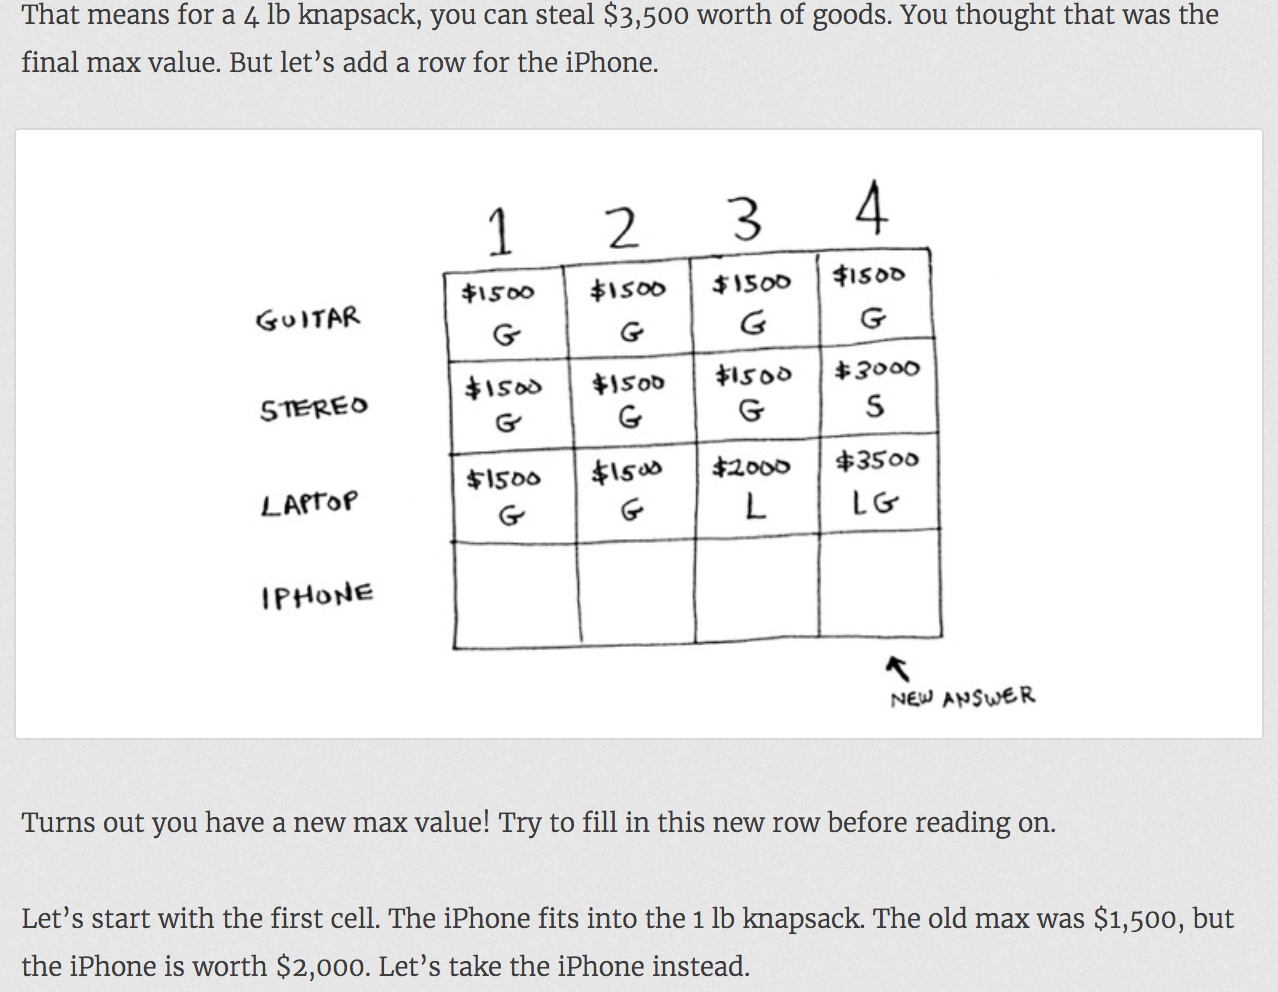 That means for a 4 lb knapsack, you can steal $3,500 worth of goods. You thought that was the
final max value. But let’s add a row for the iPhone.
1 2 3 4
GUITAR $1500 $1500 $1500 $1500
G G G G
STEREO $1500 $1500 $1500 $3000
G G G S
LAPTOP $1500 $1500 $2000 $3500
G G L LG
IPHONE
NEW ANSWER
Turns out you have a new max value! Try to fill in this new row before reading on.
Let’s start with the first cell. The iPhone fits into the 1 lb knapsack. The old max was $1,500, but
the iPhone is worth $2,000. Let’s take the iPhone instead.